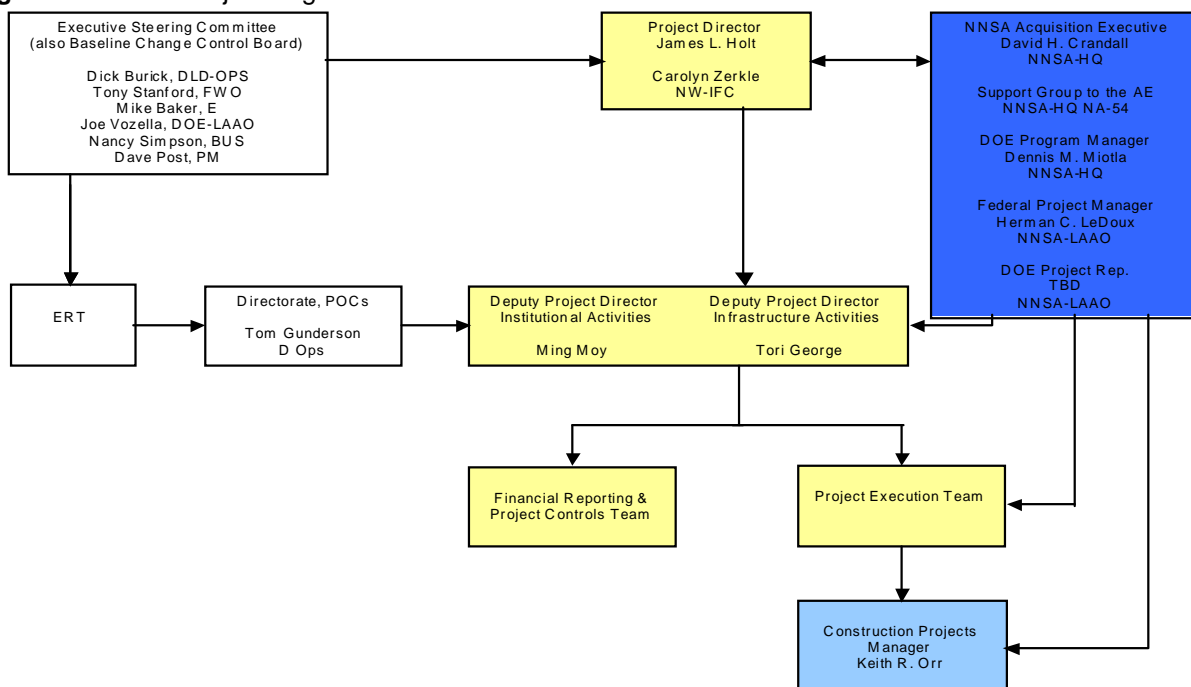 Executive Steering Committee
(also Baseline Change Control Board)
Dick Burick, DLD-OPS
Tony Stanford, FWO
Mike Baker, E
Joe Vozella, DOE-LAAO
Nancy Simpson, BUS
Dave Post, PM
Project Director
James L. Holt
Carolyn Zerkle
NW-IFC
NNSA Acquisition Executive
David H. Crandall
NNSA-HQ
Support Group to the AE
NNSA-HQ NA-54
DOE Program Manager
Dennis M. Miotla
NNSA-HQ
Federal Project Manager
Herman C. LeDoux
NNSA-LAAO
DOE Project Rep.
TBD
NNSA-LAAO
ERT
Directorate, POCs
Tom Gunderson
D Ops
Deputy Project Director
Institutional Activities
Ming Moy
Deputy Project Director
Infrastructure Activities
Tori George
Financial Reporting &
Project Controls Team
Project Execution Team
Construction Projects
Manager
Keith R. Orr